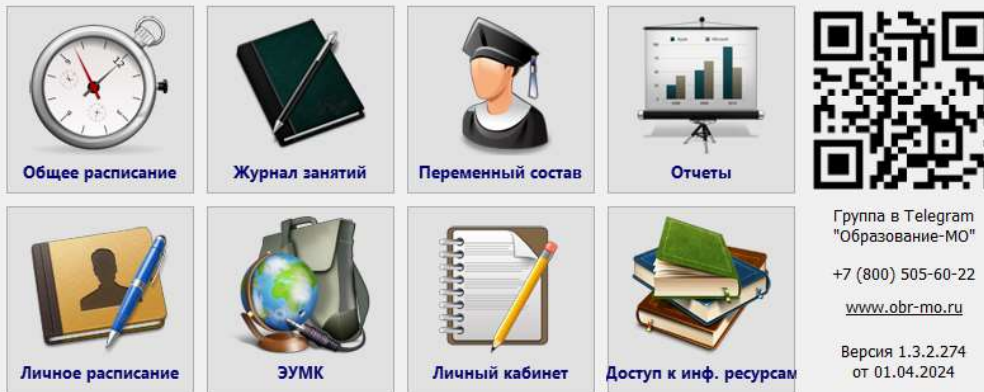 Общее расписание
Журнал занятий
Переменный состав
Отчеты
Личное расписание
ЭУМК
Личный кабинет
Доступ к инф. ресурсам
Группа в Telegram
"Образование-МО"
+7 (800) 505-60-22
www.obr-mo.ru
Версия 1.3.2.274
от 01.04.2024